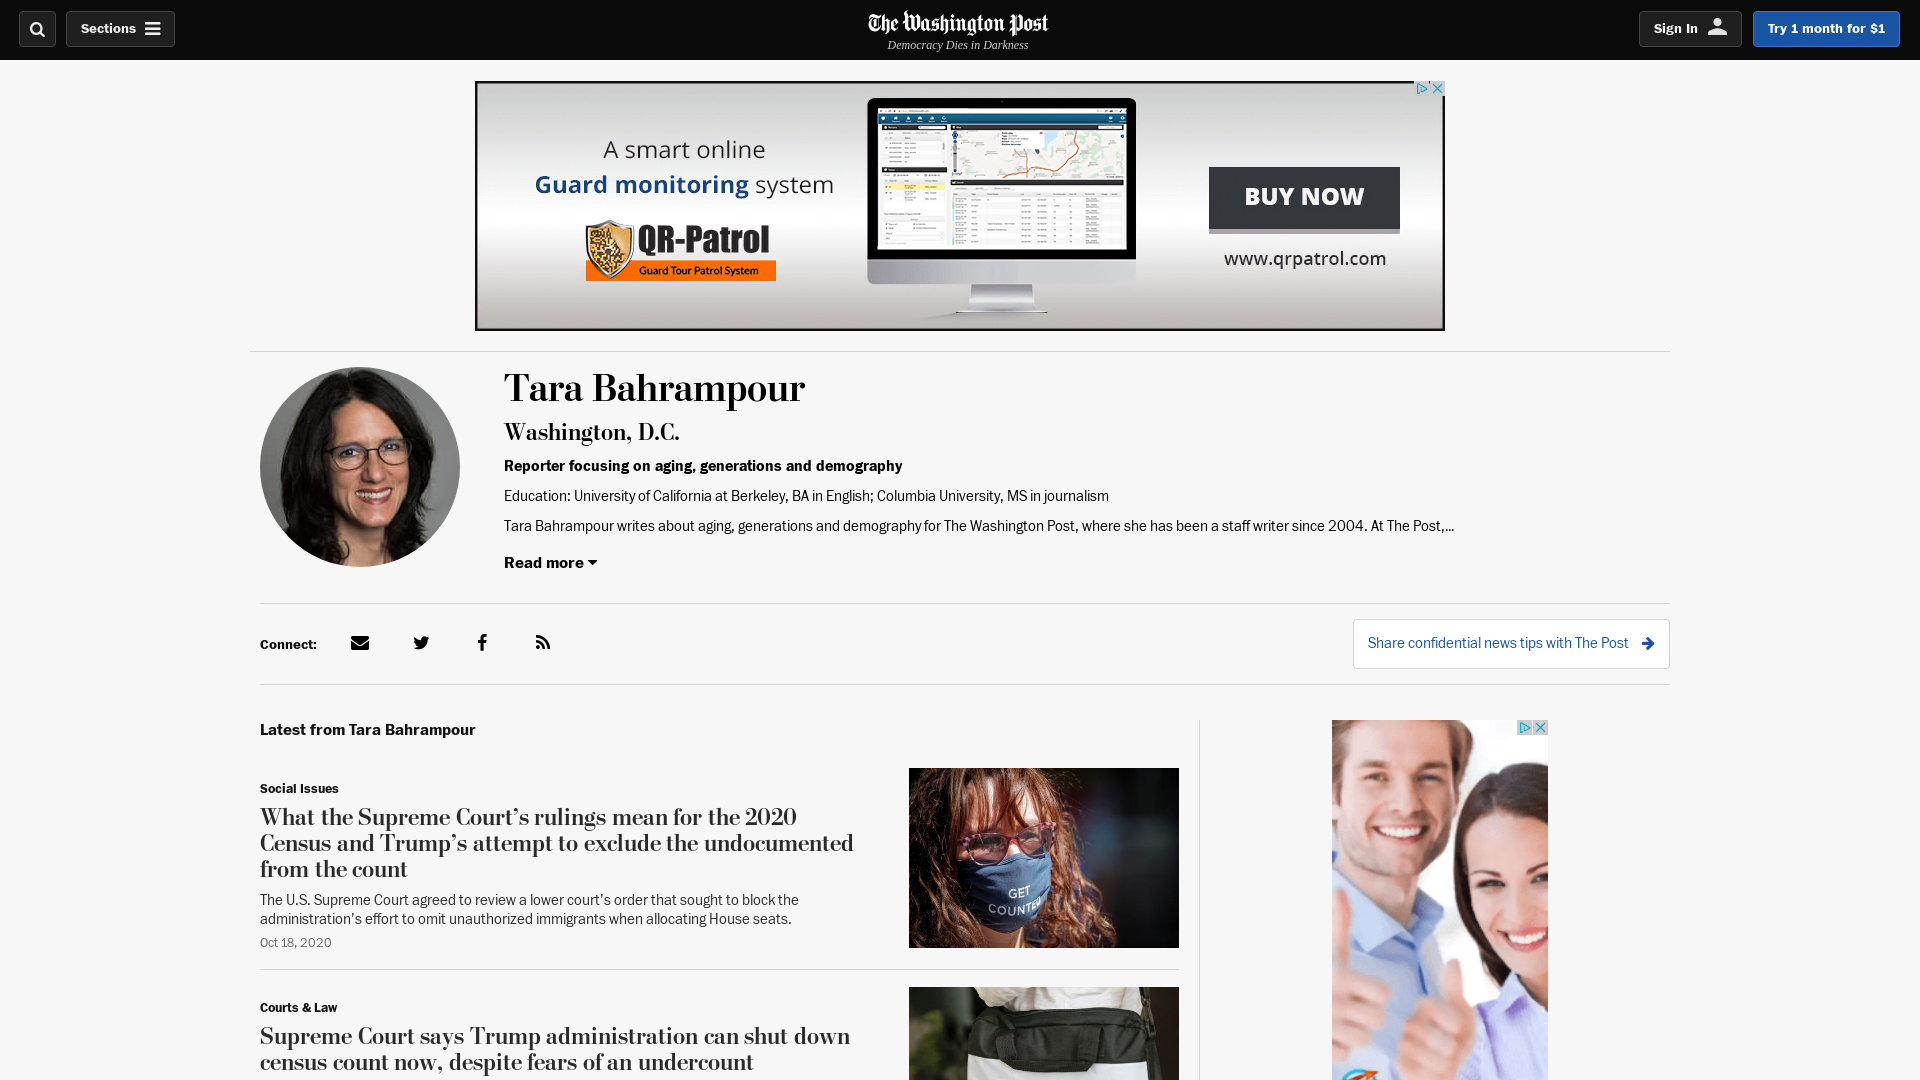 Sections
The Washington Post
Democracy Dies in Darkness
Sign In
Try 1 month for $1
A smart online
Guard monitoring system
QR-Patrol
Guard Tour Patrol System
BUY NOW
www.qrpatrol.com
Tara Bahrampour
Washington, D.C.
Reporter focusing on aging, generations and demography
Education: University of California at Berkeley, BA in English; Columbia University, MS in journalism
Tara Bahrampour writes about aging, generations and demography for The Washington Post, where she has been a staff writer since 2004. At The Post,...
Read more
Connect:
Share confidential news tips with The Post
Latest from Tara Bahrampour
Social Issues
What the Supreme Court’s rulings mean for the 2020
Census and Trump’s attempt to exclude the undocumented
from the count
The U.S. Supreme Court agreed to review a lower court’s order that sought to block the
administration’s effort to omit unauthorized immigrants when allocating House seats.
Oct 18, 2020
GET
COUNTED
Courts & Law
Supreme Court says Trump administration can shut down
census count now, despite fears of an undercount